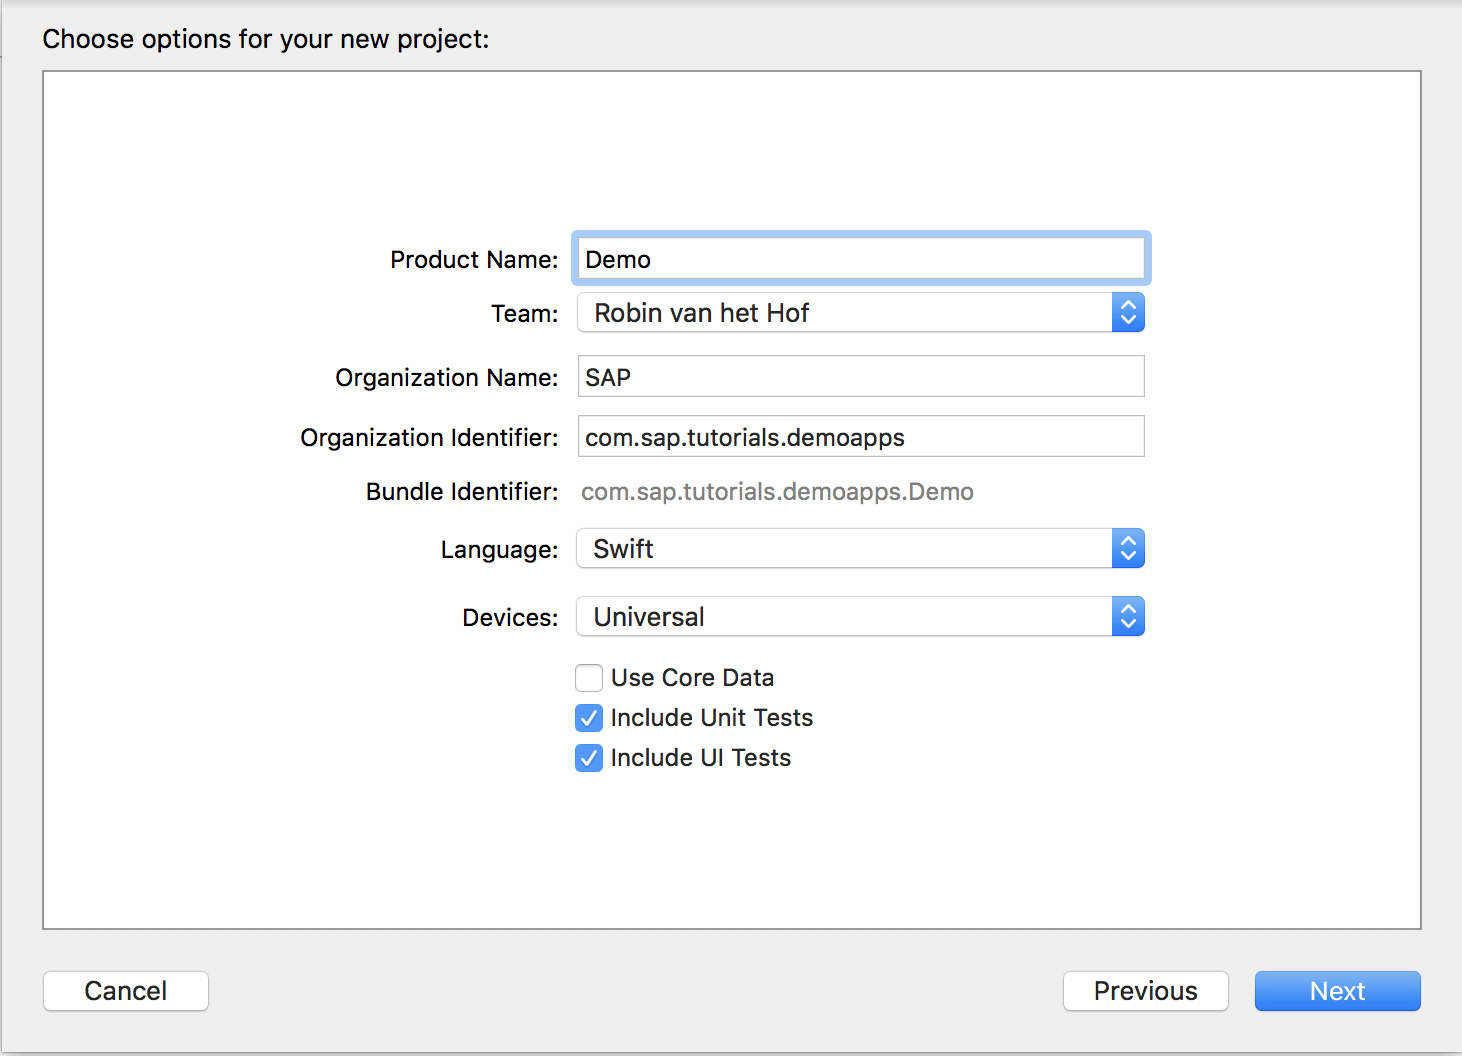 Choose options for your new project:
Product Name: Demo
Team: Robin van het Hof
Organization Name: SAP
Organization Identifier: com.sap.tutorials.demoapps
Bundle Identifier: com.sap.tutorials.demoapps.Demo
Language: Swift
Devices: Universal
Use Core Data
Include Unit Tests
Include UI Tests
Cancel Previous Next